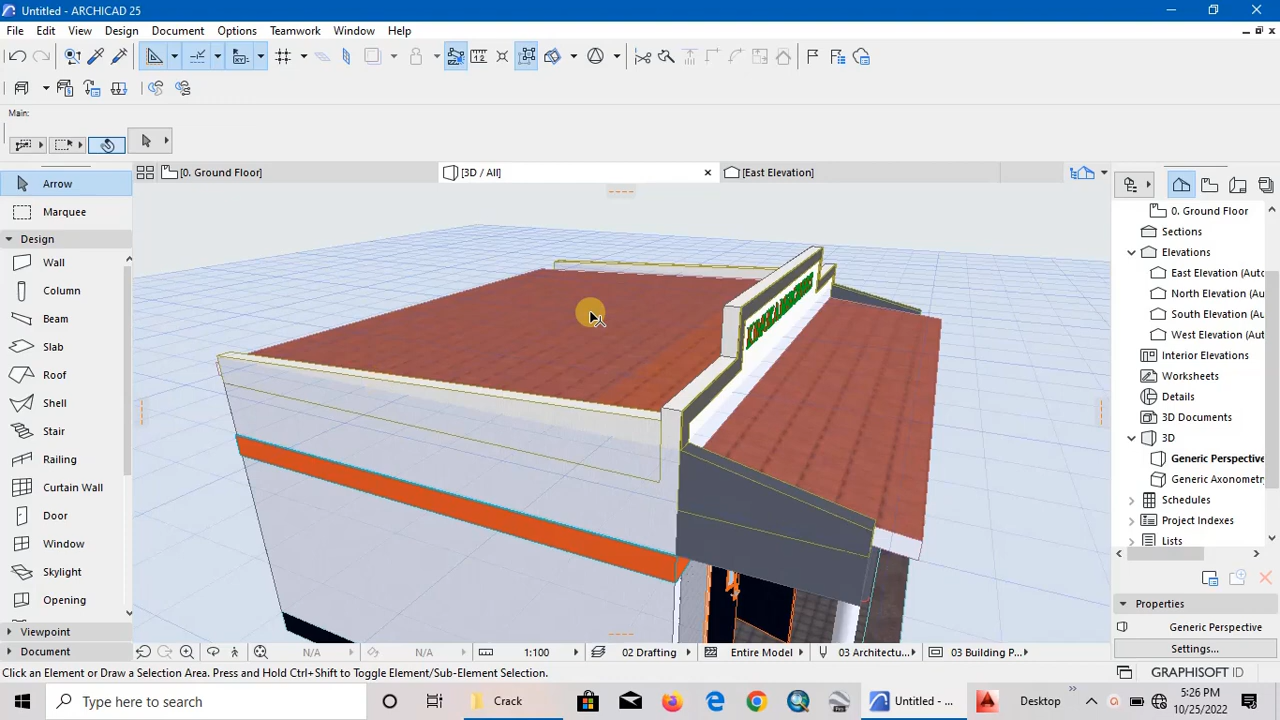 Untitled - ARCHICAD 25
File Edit View Design Document Options Teamwork Window Help
Main:
[0. Ground Floor]
[3D / All]
[East Elevation]
Arrow
Marquee
Design
Wall
Column
Beam
Slab
Roof
Shell
Stair
Railing
Curtain Wall
Door
Window
Skylight
Opening
Viewpoint
Document
0. Ground Floor
Sections
Elevations
East Elevation (Auto
North Elevation (Auto
South Elevation (Auto
West Elevation (Auto
Interior Elevations
Worksheets
Details
3D Documents
3D
Generic Perspective
Generic Axonometry
Schedules
Project Indexes
Lists
Properties
Generic Perspective
Settings...
N/A
N/A
1:100
02 Drafting
Entire Model
03 Architectu...
03 Building P...
Click an Element or Draw a Selection Area. Press and Hold Ctrl+Shift to Toggle Element/Sub-Element Selection.
GRAPHISOFT ID
Type here to search
Crack
Untitled - ...
Desktop
5:26 PM
10/25/2022